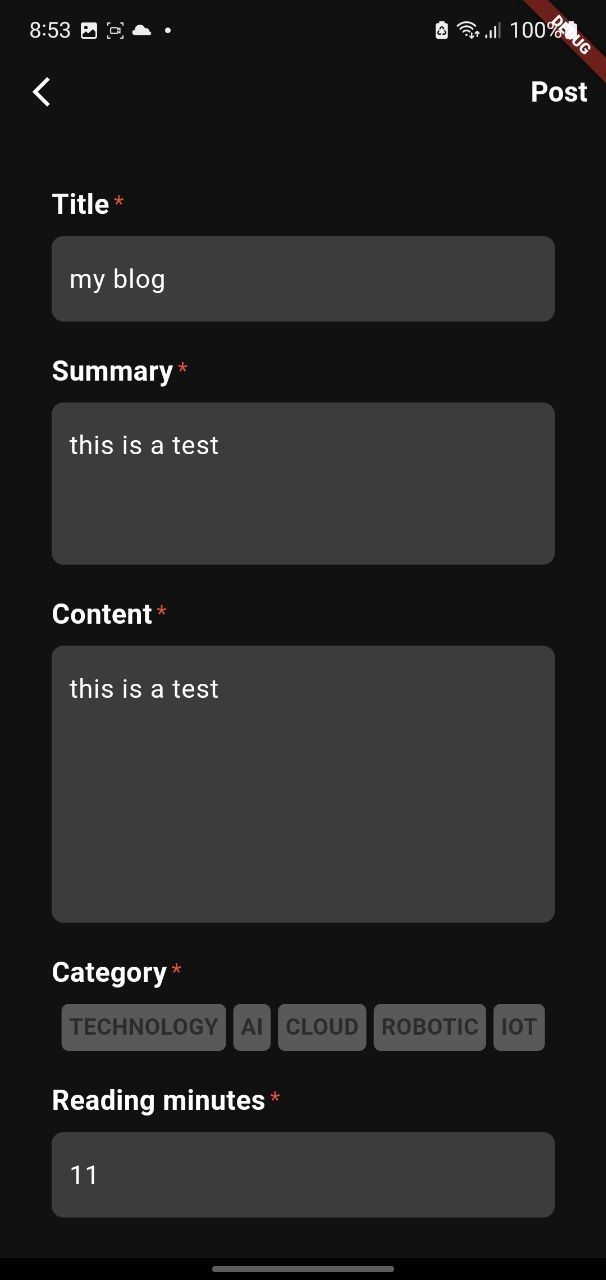 8:53 100%
DEBUG
Post
Title *
my blog
Summary *
this is a test
Content *
this is a test
Category *
TECHNOLOGY AI CLOUD ROBOTIC IOT
Reading minutes *
11